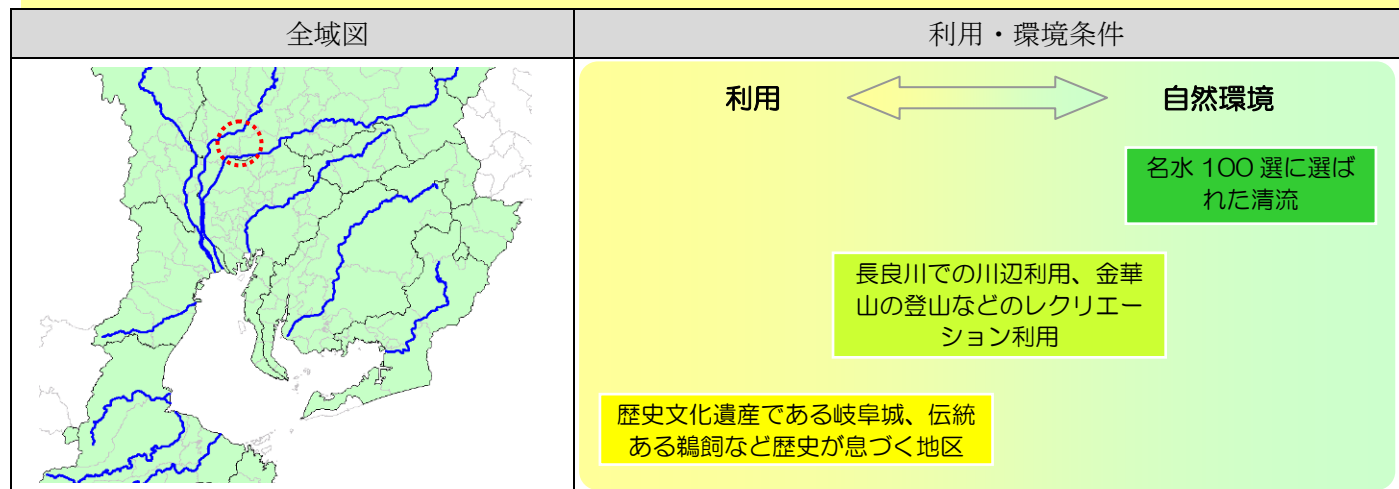 全域図
利用・環境条件
利用
自然環境
名水 100 選に選ば
れた清流
長良川での川辺利用、金華
山の登山などのレクリエー
ション利用
歴史文化遺産である岐阜城、伝統
ある鵜飼など歴史が息づく地区